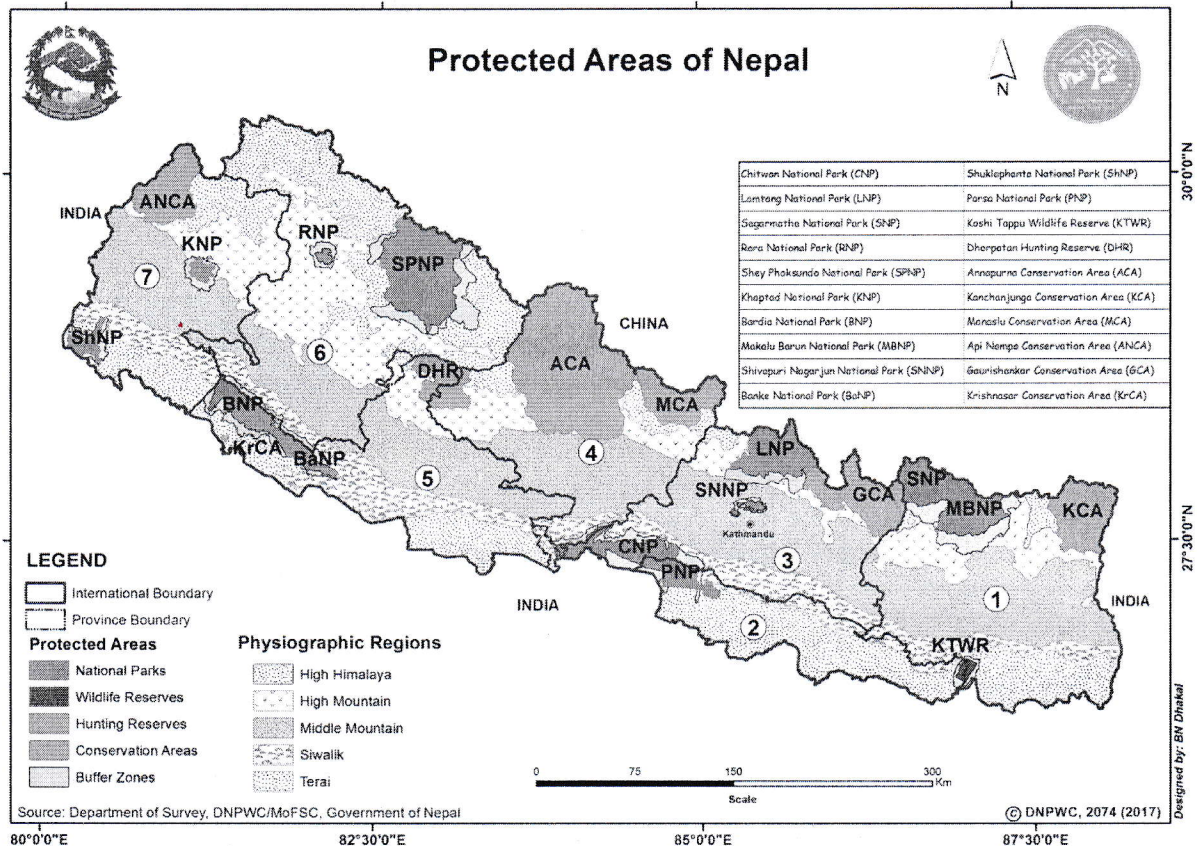 Protected Areas of Nepal
N
30°0'0"N
27°30'0"N
Chitwan National Park (CNP) Shuklaphanta National Park (ShNP)
Lamtang National Park (LNP) Parsa National Park (PNP)
Sagarmatha National Park (SNP) Koshi Tappu Wildlife Reserve (KTWR)
Rara National Park (RNP) Dhorpatan Hunting Reserve (DHR)
Shey Phoksundo National Park (SPNP) Annapurna Conservation Area (ACA)
Khaptad National Park (KNP) Kanchanjunga Conservation Area (KCA)
Bardia National Park (BNP) Manaslu Conservation Area (MCA)
Makalu Barun National Park (MBNP) Api Nampa Conservation Area (ANCA)
Shivapuri Nagarjun National Park (SNNP) Gaurishankar Conservation Area (GCA)
Banke National Park (BaNP) Krishnasar Conservation Area (KrCA)
ANCA
INDIA
KNP
RNP
SPNP
7
CHINA
ShNP
6
ACA
DHR
BNP
MCA
KrCA
BaNP
4
LNP
5
SNNP
GCA
SNP
MBNP
KCA
Kathmandu
CNP
3
PNP
INDIA
1
INDIA
2
KTWR
LEGEND
International Boundary
Province Boundary
Protected Areas
National Parks
Wildlife Reserves
Hunting Reserves
Conservation Areas
Buffer Zones
Physiographic Regions
High Himalaya
High Mountain
Middle Mountain
Siwalik
Terai
0 75 150 300
Km
Scale
Source: Department of Survey, DNPWC/MoFSC, Government of Nepal
© DNPWC, 2074 (2017)
Designed by: BN Dhakal
80°0'0"E 82°30'0"E 85°0'0"E 87°30'0"E